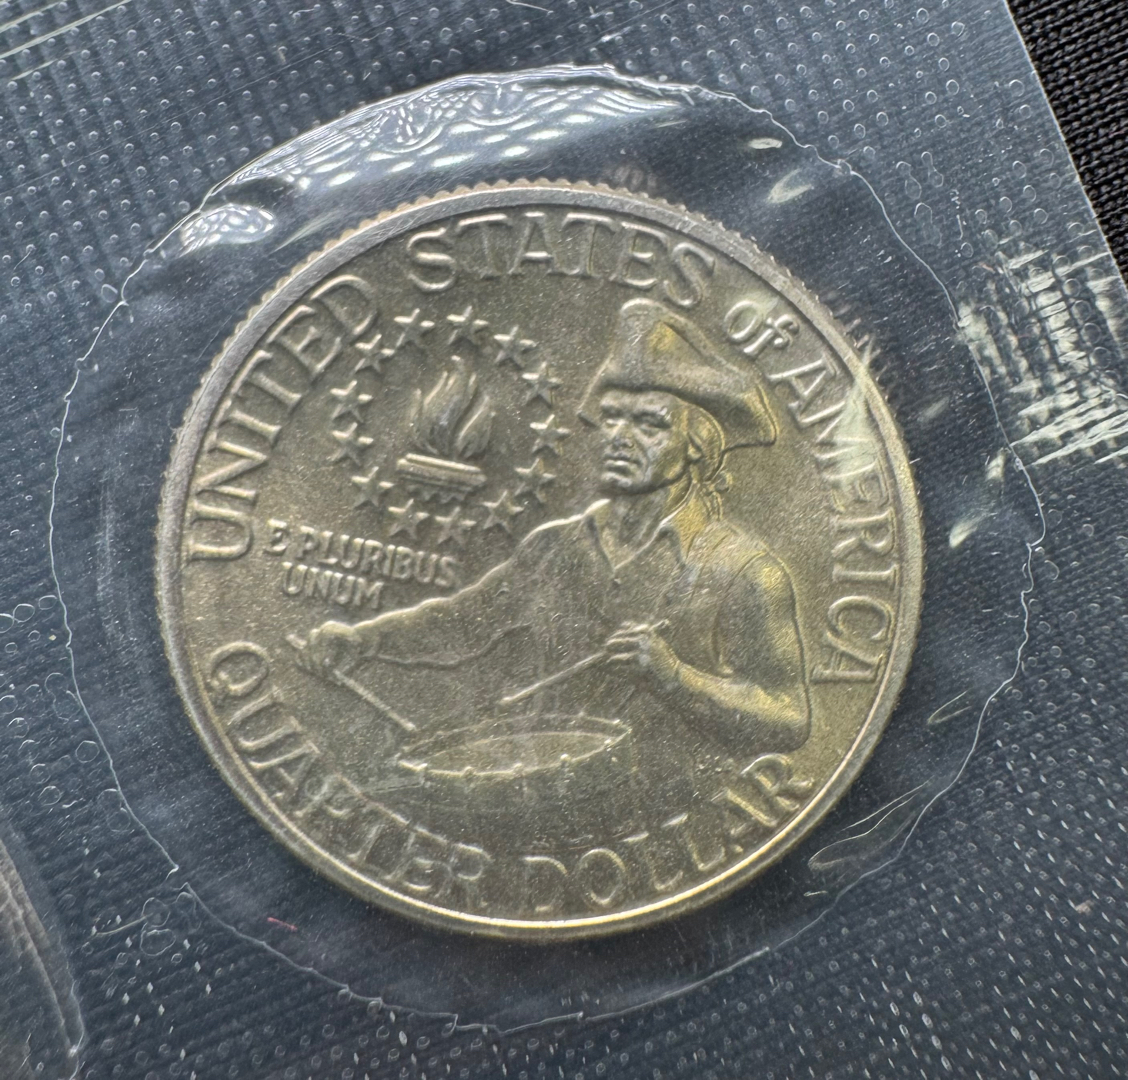 UNITED STATES of AMERICA
E PLURIBUS
UNUM
QUARTER DOLLAR